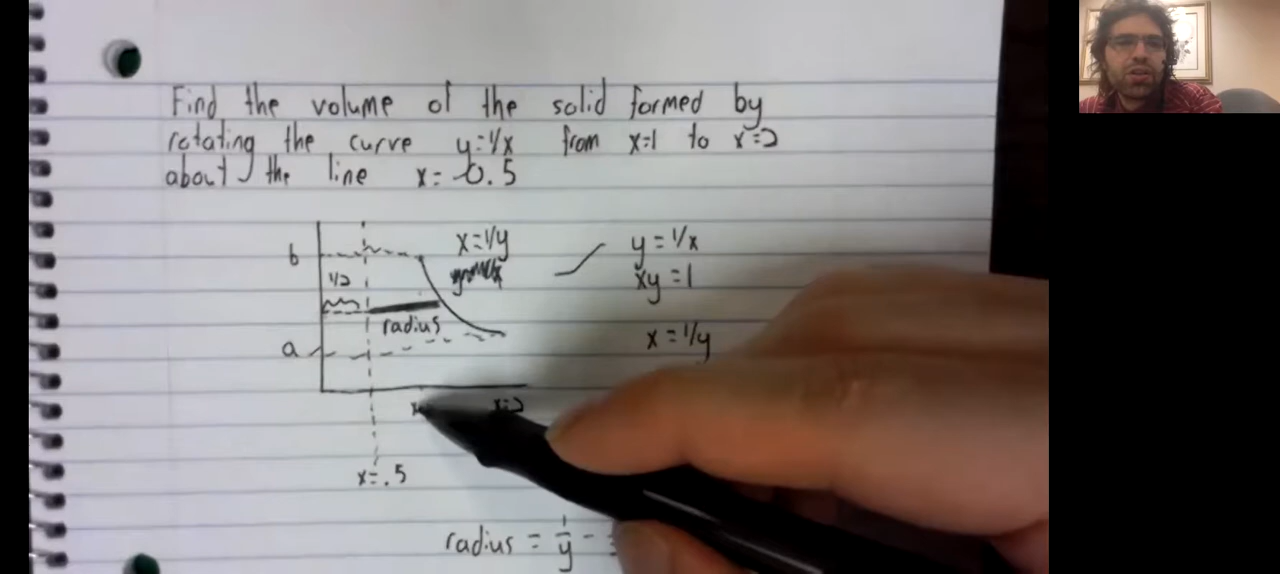 Find the volume of the solid formed by
rotating the curve y=1/x from x=1 to x=2
about the line x=0.5
b
x=1/y
y=1/x
1/2
xy=1
radius
a
x=1/y
x=2
x=.5
radius = 1/y -